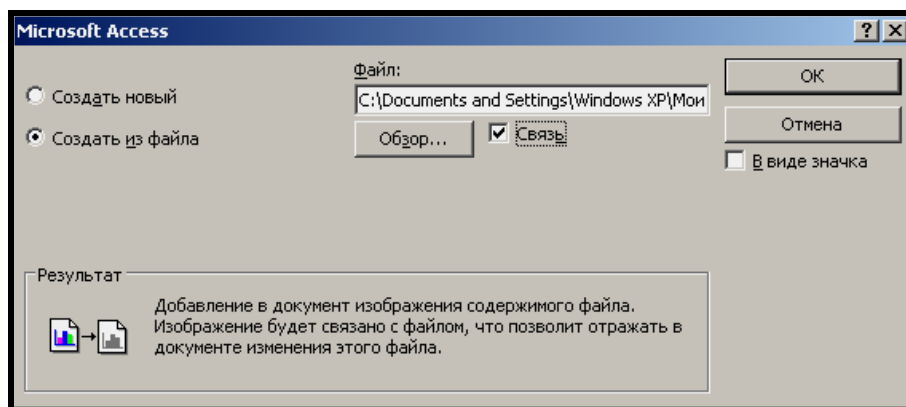 Microsoft Access
Файл:
Создать новый
C:\Documents and Settings\Windows XP\Мои
OK
Создать из файла
Обзор...
Связь
Отмена
В виде значка
Результат
Добавление в документ изображения содержимого файла.
Изображение будет связано с файлом, что позволит отражать в
документе изменения этого файла.